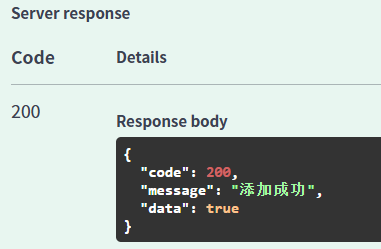 Server response
Code Details
200
Response body
{
"code": 200,
"message": "添加成功",
"data": true
}